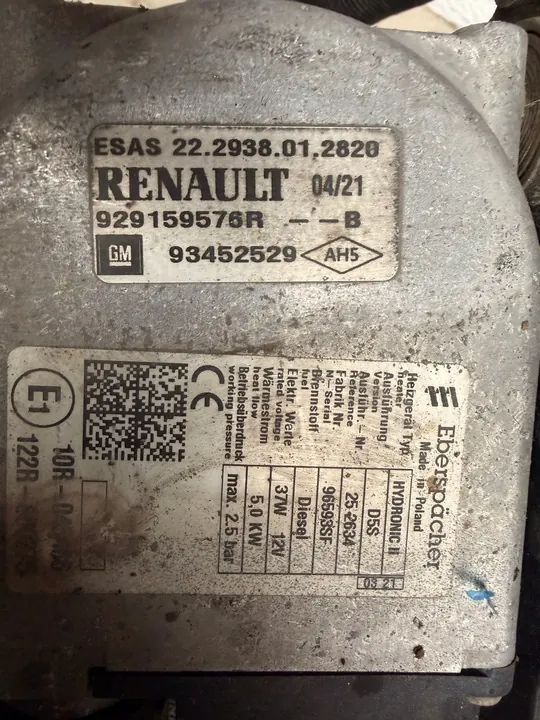 ESAS 22.2938.01.2820
RENAULT 04/21
929159576R -- B
GM 93452529 AH5
Eberspächer
Made in Poland
Heizgerät Typ HYDRONIC II
heater
Ausführung D5S
version
Ausführ.-Nr. 25 2634
Reference
Fabrik Nr 96593SF
N- Serial
Brennstoff Diesel
fuel
Elektr. Werte 37W 12V
rated voltage
Wärmestrom 5,0 KW
heat flow
Betriebsüberdruck max. 2.5 bar
working pressure
03 21
CE
E1
10R-
122R-